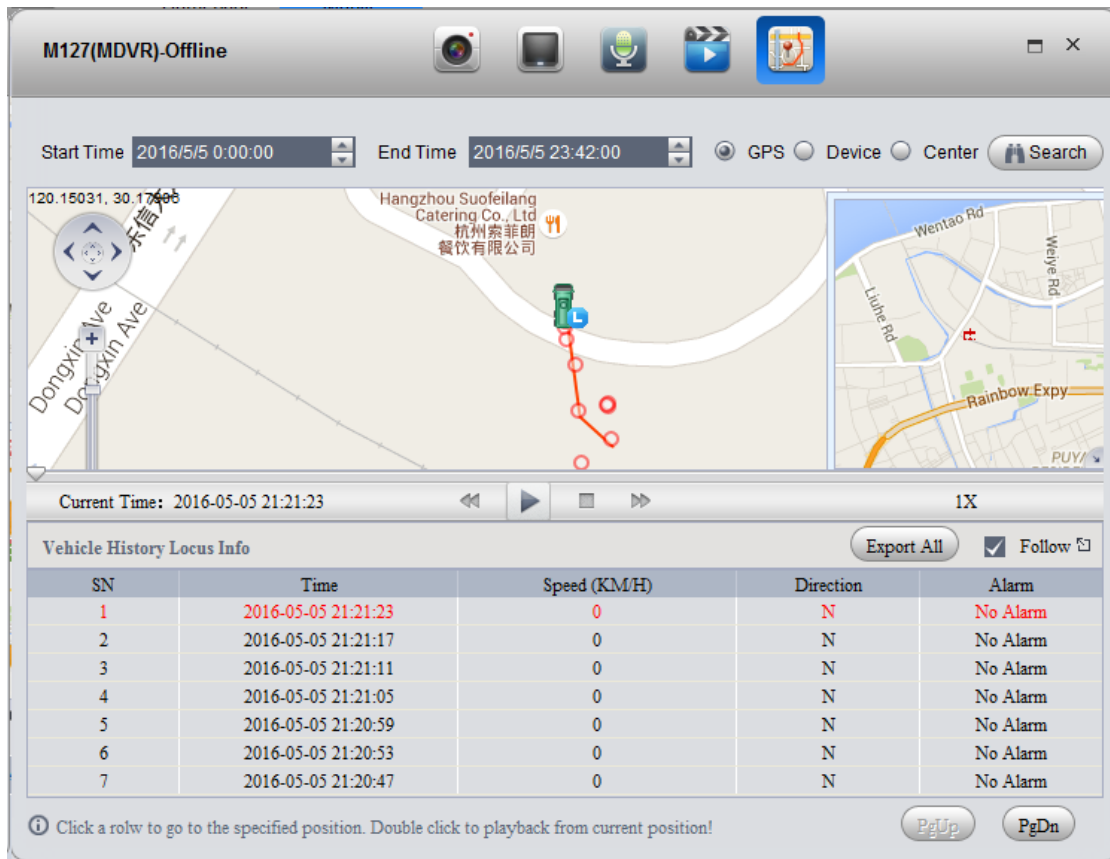 M127(MDVR)-Offline
Start Time 2016/5/5 0:00:00 End Time 2016/5/5 23:42:00 GPS Device Center Search
120.15031, 30.17906
东信大
Hangzhou Suofeilang
Catering Co., Ltd
杭州索菲朗
餐饮有限公司
Dongxin Ave
Dongxin Ave
L
Wentao Rd
Weiye Rd
Liuhe Rd
Rainbow Expy
PUY
Current Time: 2016-05-05 21:21:23 1X
Vehicle History Locus Info Export All Follow
SN Time Speed (KM/H) Direction Alarm
1 2016-05-05 21:21:23 0 N No Alarm
2 2016-05-05 21:21:17 0 N No Alarm
3 2016-05-05 21:21:11 0 N No Alarm
4 2016-05-05 21:21:05 0 N No Alarm
5 2016-05-05 21:20:59 0 N No Alarm
6 2016-05-05 21:20:53 0 N No Alarm
7 2016-05-05 21:20:47 0 N No Alarm
Click a rolw to go to the specified position. Double click to playback from current position!
PgUp PgDn